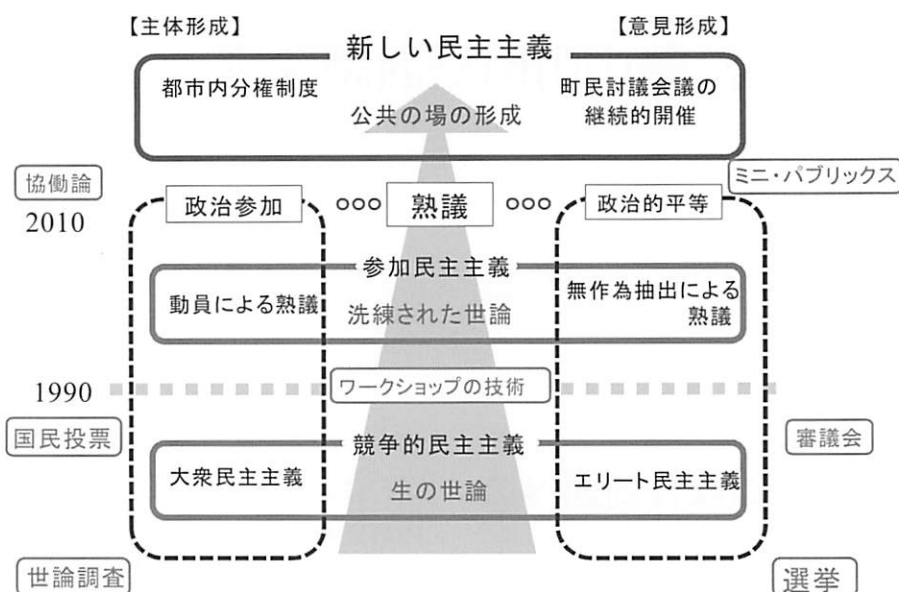 【主体形成】
【意見形成】
新しい民主主義
都市内分権制度
公共の場の形成
町民討議会議の
継続的開催
協働論
ミニ・パブリックス
2010
政治参加
○○○
熟議
○○○
政治的平等
参加民主主義
動員による熟議
洗練された世論
無作為抽出による
熟議
1990
ワークショップの技術
国民投票
審議会
競争的民主主義
大衆民主主義
生の世論
エリート民主主義
世論調査
選挙